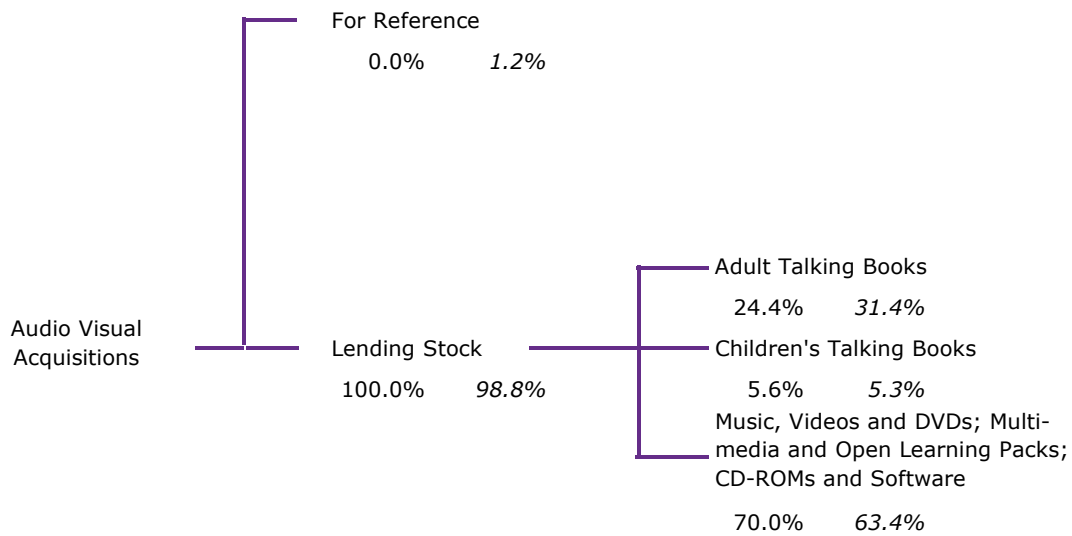 For Reference
0.0% 1.2%
Audio Visual
Acquisitions
Lending Stock
100.0% 98.8%
Adult Talking Books
24.4% 31.4%
Children's Talking Books
5.6% 5.3%
Music, Videos and DVDs; Multi-
media and Open Learning Packs;
CD-ROMs and Software
70.0% 63.4%